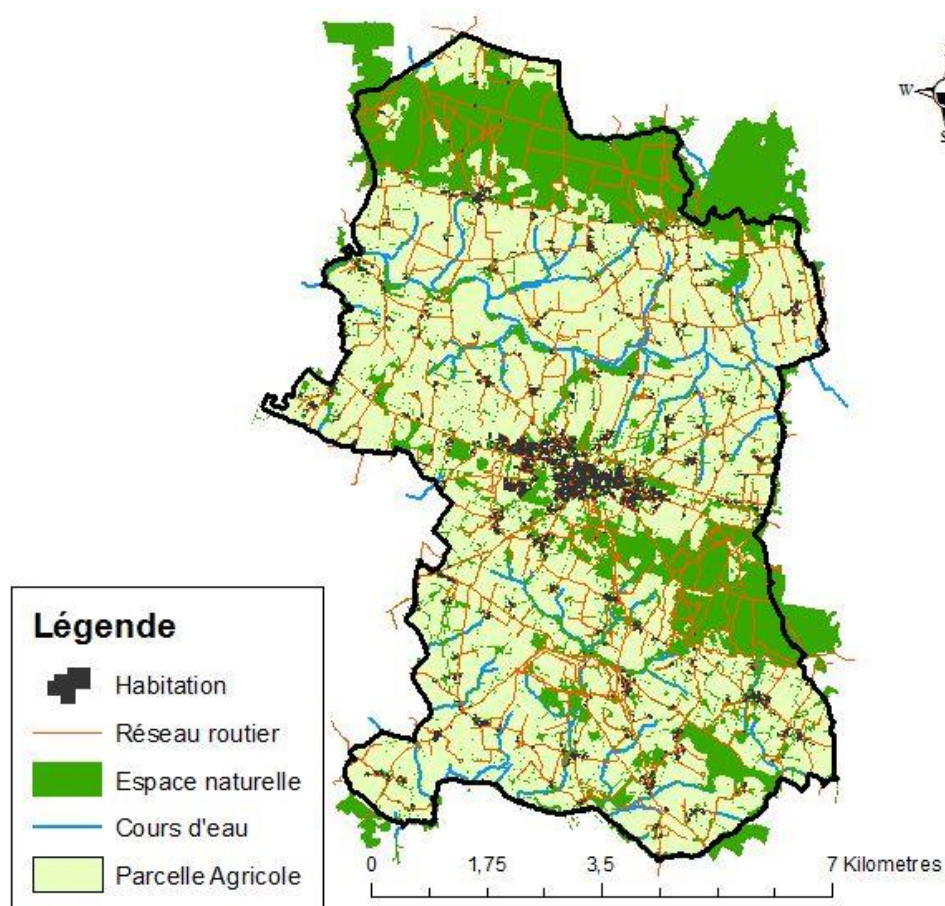 W
S
Légende
Habitation
Réseau routier
Espace naturelle
Cours d'eau
Parcelle Agricole
0 1,75 3,5 7 Kilometres